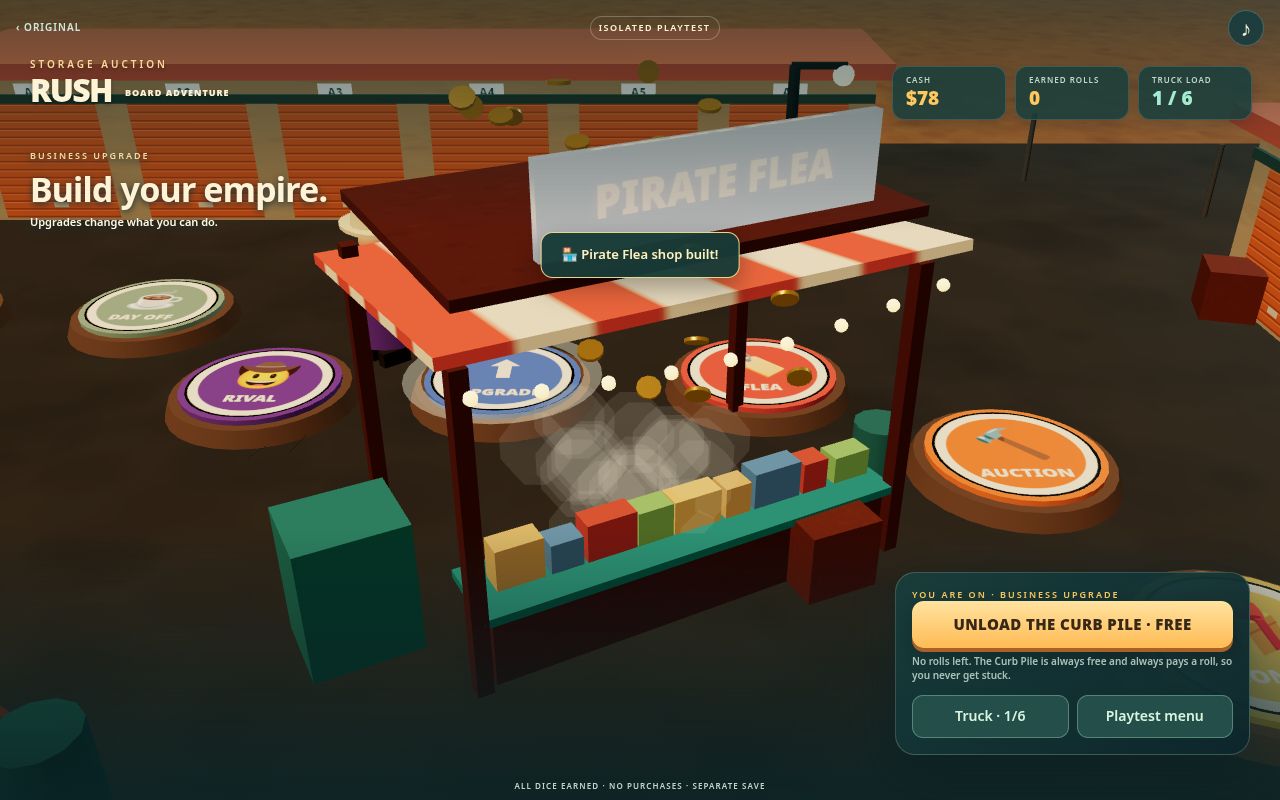 ‹ ORIGINAL
ISOLATED PLAYTEST
♪
STORAGE AUCTION
RUSH BOARD ADVENTURE
CASH
$78
EARNED ROLLS
0
TRUCK LOAD
1 / 6
A3
A4
A5
BUSINESS UPGRADE
Build your empire.
Upgrades change what you can do.
PIRATE FLEA
🏪 Pirate Flea shop built!
DAY OFF
RIVAL
FLEA
AUCTION
YOU ARE ON · BUSINESS UPGRADE
UNLOAD THE CURB PILE · FREE
No rolls left. The Curb Pile is always free and always pays a roll, so
you never get stuck.
Truck · 1/6
Playtest menu
ALL DICE EARNED · NO PURCHASES · SEPARATE SAVE